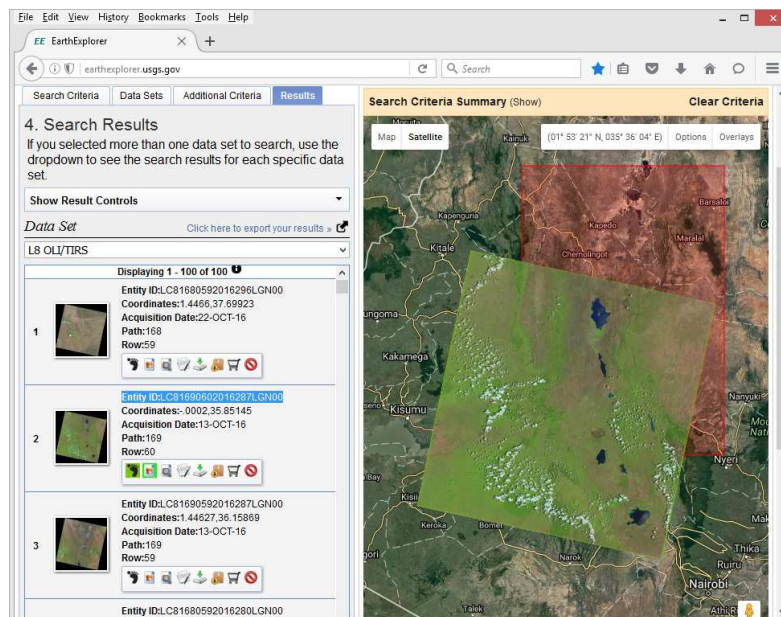 File Edit View History Bookmarks Tools Help
EE EarthExplorer
earthexplorer.usgs.gov
Search
Search Criteria
Data Sets
Additional Criteria
Results
4. Search Results
If you selected more than one data set to search, use the
dropdown to see the search results for each specific data
set.
Show Result Controls
Data Set
Click here to export your results »
L8 OLI/TIRS
Displaying 1 - 100 of 100
1
Entity ID:LC81680592016296LGN00
Coordinates:1.4466,37.69923
Acquisition Date:22-OCT-16
Path:168
Row:59
2
Entity ID:LC81690602016287LGN00
Coordinates:-.0002,35.85145
Acquisition Date:13-OCT-16
Path:169
Row:60
3
Entity ID:LC81690592016287LGN00
Coordinates:1.44627,36.15869
Acquisition Date:13-OCT-16
Path:169
Row:59
Entity ID:LC81680592016280LGN00
Search Criteria Summary (Show)
Clear Criteria
Map
Satellite
(01° 53' 21" N, 035° 36' 04" E)
Options
Overlays
Kainuk
Barsaloi
Kapenguria
Kapedo
Maralal
Kitale
Chemolingot
ungoma
Kakamega
Nanyuki
Kisumu
Nyeri
Kisii
Keroka
Bomet
Narok
gori
Thika
Ruiru
Nairobi
Talek
Athi R